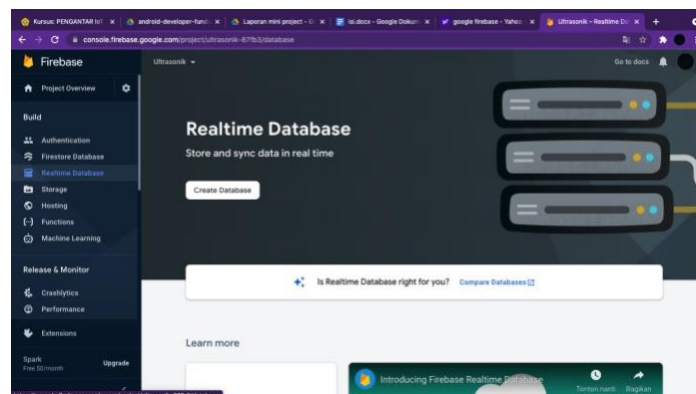 Kursus: PENGANTAR IoT
android-developer-funda
Laporan mini project - G
isi.docx - Google Dokum
google firebase - Yahoo
Ultrasonik - Realtime Da
console.firebase.google.com/project/ultrasonik-87fb3/database
Firebase
Ultrasonik
Go to docs
Project Overview
Build
Authentication
Firestore Database
Realtime Database
Storage
Hosting
Functions
Machine Learning
Release & Monitor
Crashlytics
Performance
Extensions
Spark
Free $0/month
Upgrade
Realtime Database
Store and sync data in real time
Create Database
Is Realtime Database right for you? Compare Databases
Learn more
Introducing Firebase Realtime Database
Tonton nanti
Bagikan